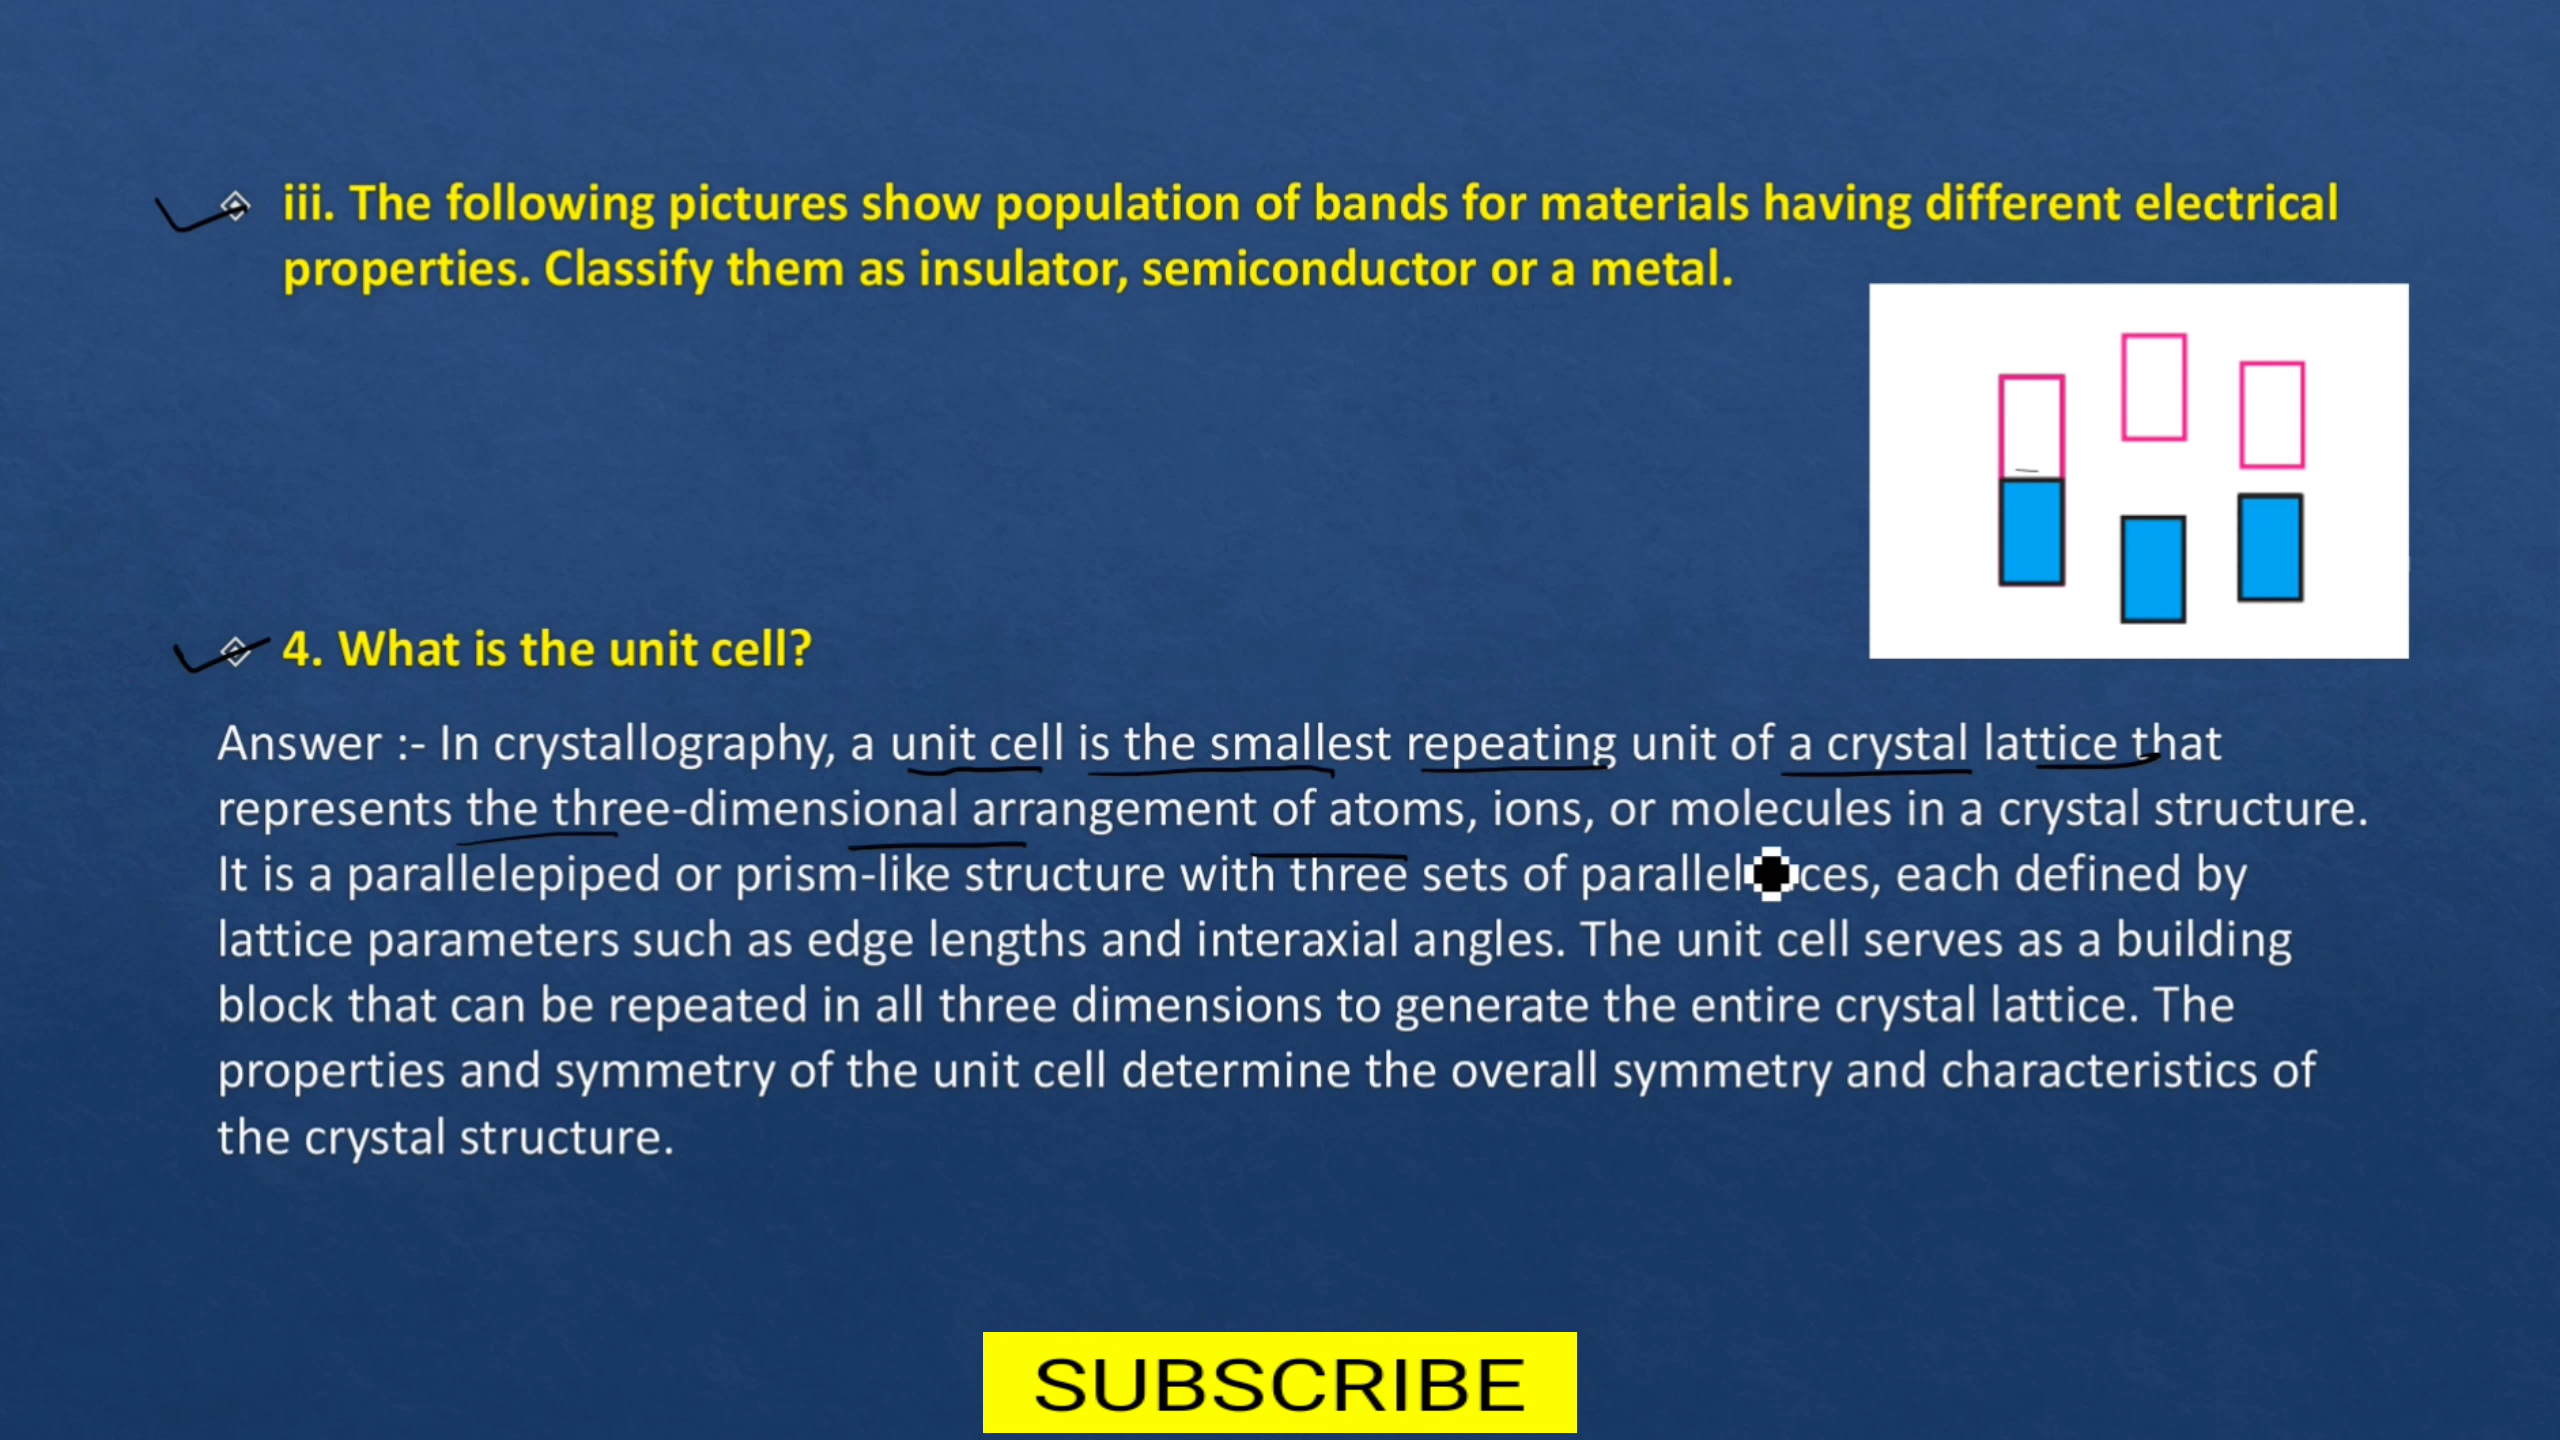 iii. The following pictures show population of bands for materials having different electrical
properties. Classify them as insulator, semiconductor or a metal.
4. What is the unit cell?
Answer :- In crystallography, a unit cell is the smallest repeating unit of a crystal lattice that
represents the three-dimensional arrangement of atoms, ions, or molecules in a crystal structure.
It is a parallelepiped or prism-like structure with three sets of parallel ces, each defined by
lattice parameters such as edge lengths and interaxial angles. The unit cell serves as a building
block that can be repeated in all three dimensions to generate the entire crystal lattice. The
properties and symmetry of the unit cell determine the overall symmetry and characteristics of
the crystal structure.
SUBSCRIBE